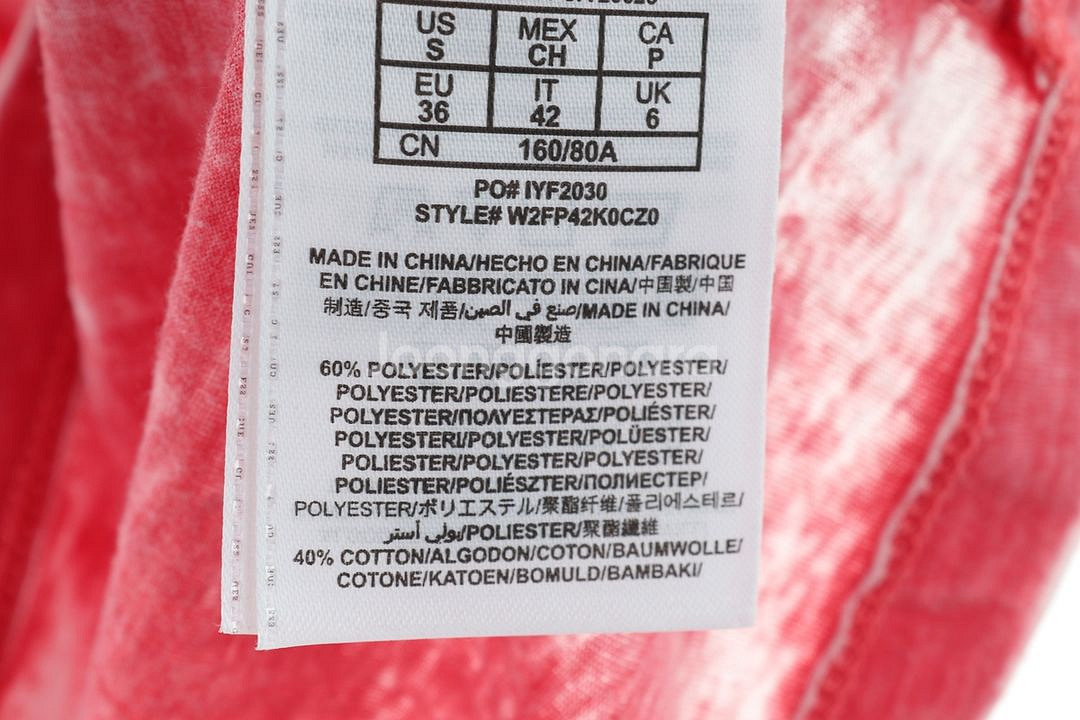 US MEX CA
S CH P
EU IT UK
36 42 6
CN 160/80A
PO# IYF2030
STYLE# W2FP42K0CZ0
MADE IN CHINA/HECHO EN CHINA/FABRIQUE
EN CHINE/FABBRICATO IN CINA/中国製/中国
制造/중국 제품/صنع في الصين/MADE IN CHINA/
中國製造
60% POLYESTER/POLÍESTER/POLYESTER/
POLYESTER/POLIESTERE/POLYESTER/
POLYESTER/ΠΟΛΥΕΣΤΕΡΑΣ/POLIÉSTER/
POLYESTERI/POLYESTER/POLÜESTER/
POLIESTER/POLYESTER/POLYESTER/
POLIESTER/POLIÉSZTER/ПОЛИЕСТЕР/
POLYESTER/ポリエステル/聚酯纤维/폴리에스테르/
بولي أستر/POLIESTER/聚酯纖維
40% COTTON/ALGODON/COTON/BAUMWOLLE/
COTONE/KATOEN/BOMULD/BAMBAKI/